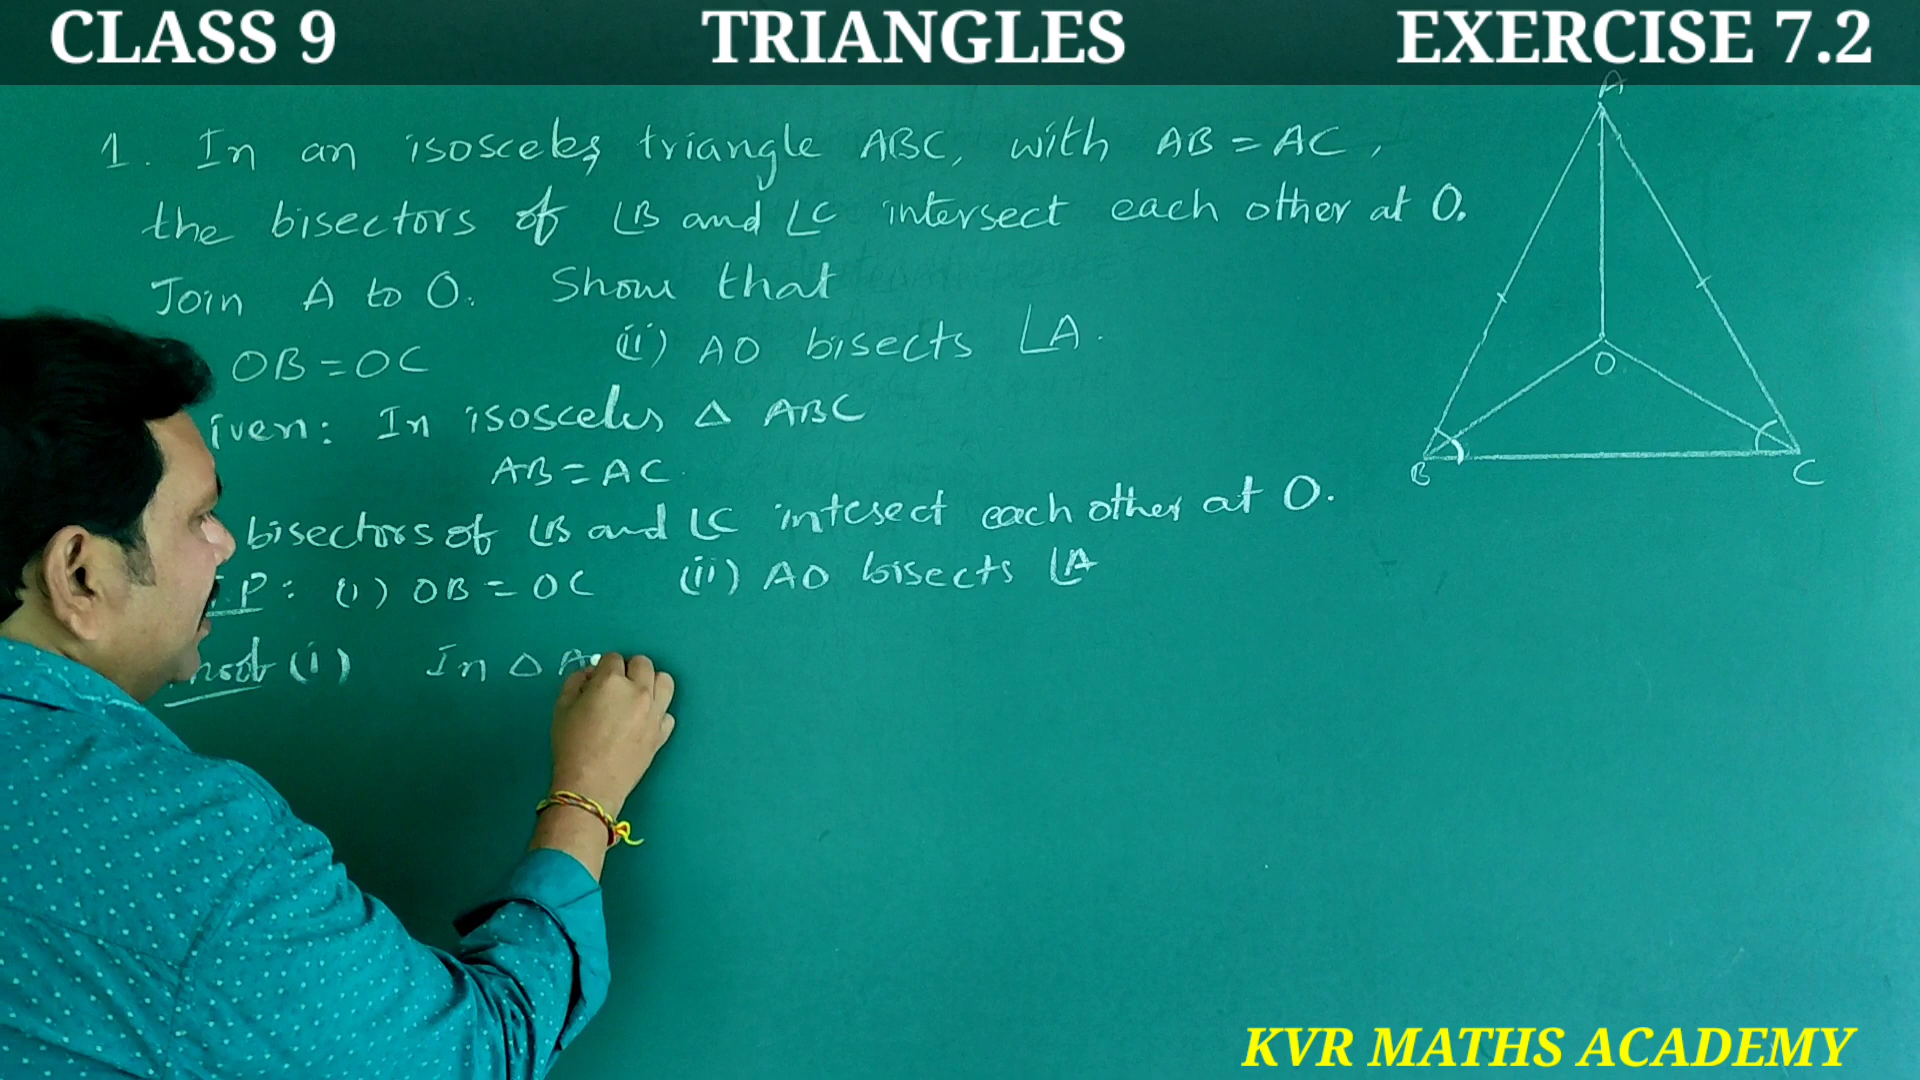 CLASS 9 TRIANGLES EXERCISE 7.2
1. In an isosceles triangle ABC, with AB = AC,
the bisectors of ∠B and ∠C intersect each other at O.
Join A to O. Show that
OB = OC (ii) AO bisects ∠A.
iven: In isosceles △ ABC
AB = AC.
bisectors of ∠B and ∠C intesect each other at O.
P: (i) OB = OC (ii) AO bisects ∠A
(i) In △ A
A
O
B C
KVR MATHS ACADEMY